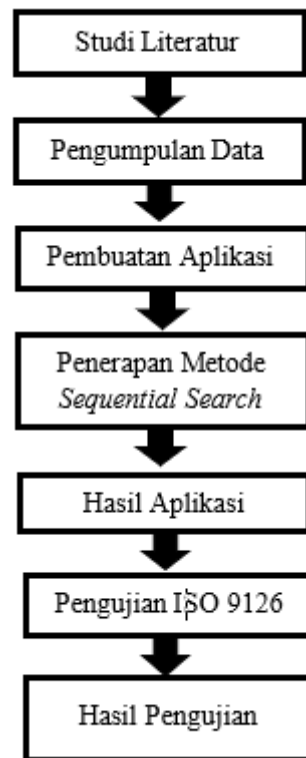 Studi Literatur
Pengumpulan Data
Pembuatan Aplikasi
Penerapan Metode
Sequential Search
Hasil Aplikasi
Pengujian ISO 9126
Hasil Pengujian